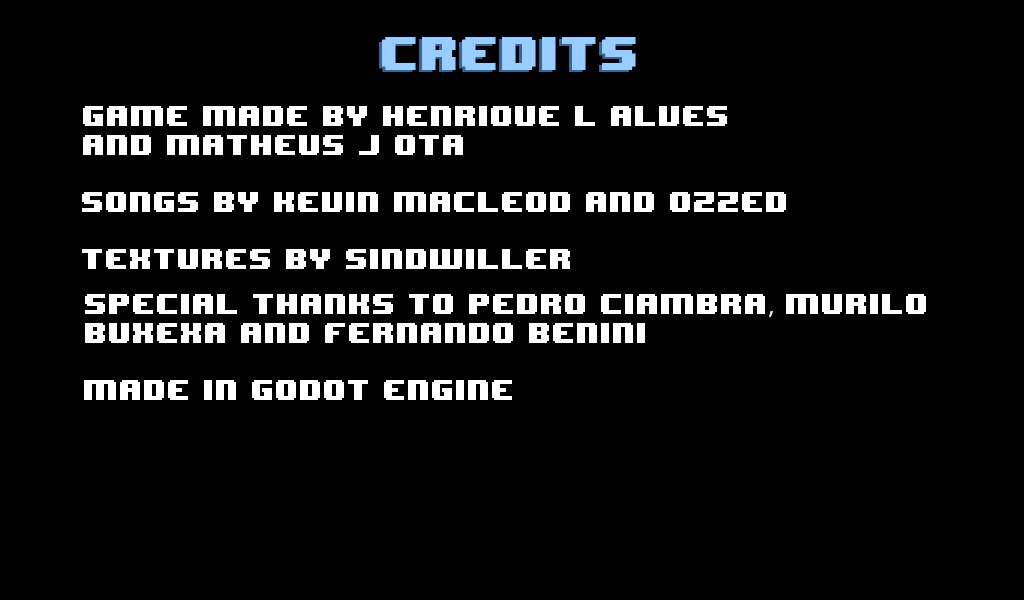 CREDITS
GAME MADE BY HENRIQUE L ALVES
AND MATHEUS J OTA
SONGS BY KEVIN MACLEOD AND OZZED
TEXTURES BY SINDWILLER
SPECIAL THANKS TO PEDRO CIAMBRA, MURILO
BUXEXA AND FERNANDO BENINI
MADE IN GODOT ENGINE